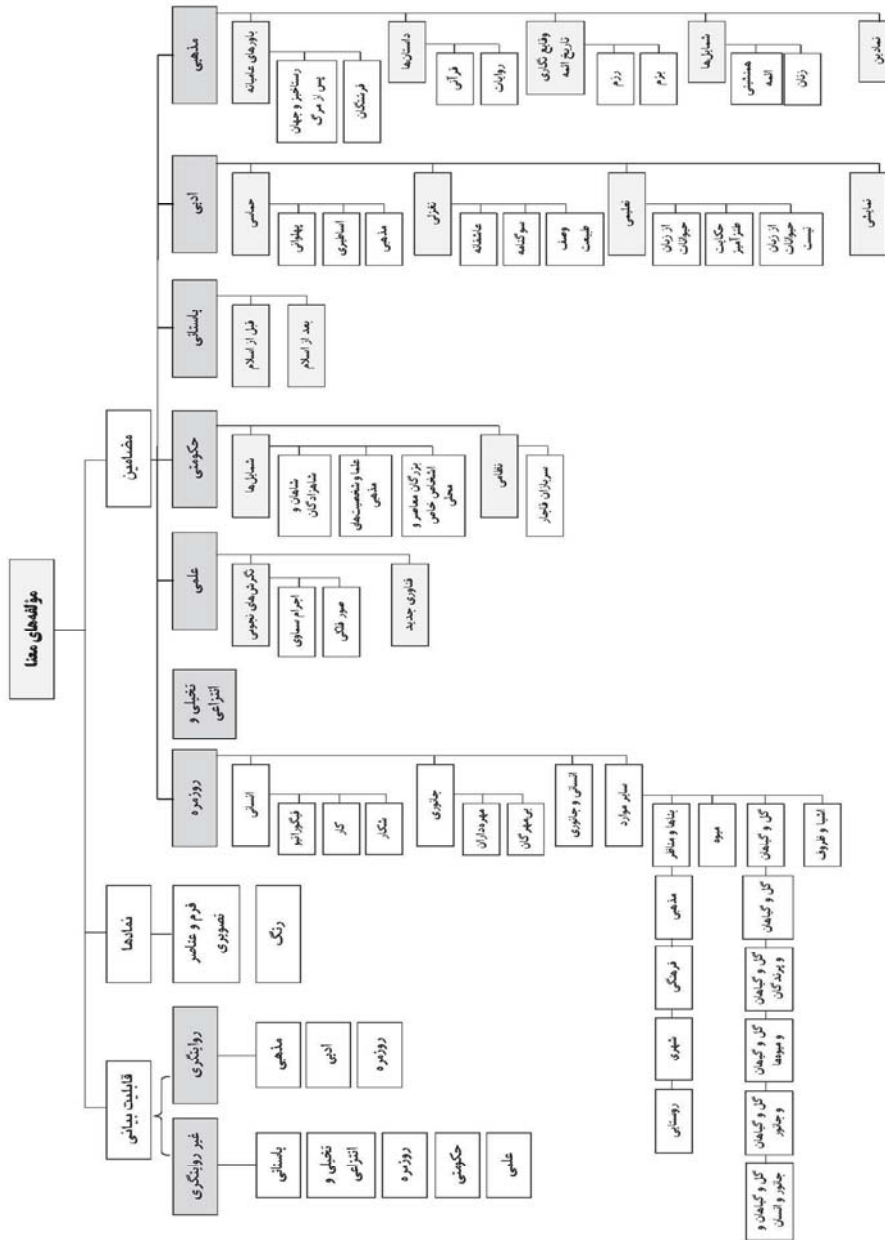 مؤلفه‌های معنا
مضامین
نمادها
قابلیت بیانی
مذهبی
باورهای عامیانه
رستاخیز و جهان
پس از مرگ
فرشتگان
داستان‌ها
قرآنی
روایات
وقایع نگاری
تاریخ ائمه
رزم
بزم
شمایل‌ها
همنشینی
ائمه
زنان
نمادین
ادبی
حماسی
پهلوانی
اساطیری
مذهبی
تغزلی
عاشقانه
سوگنامه
وصف
طبیعت
تعلیمی
از زبان
حیوانات
حکایت
طنزآمیز
از زبان
حیوانات
نیست
نمایشی
باستانی
قبل از اسلام
بعد از اسلام
حکومتی
شمایل‌ها
شاهان و
شاهزادگان
علما و شخصیت‌های
مذهبی
بزرگان معاصر و
اشخاص خاص
محلی
نظامی
سربازان قاجار
علمی
نگرش‌های نجومی
اجرام سماوی
صور فلکی
فناوری جدید
تخیلی و
انتزاعی
روزمره
انسانی
فیگوراتیو
کار
شکار
جانوری
مهره‌داران
بی‌مهرگان
انسانی و جانوری
سایر موارد
بناها و مناظر
مذهبی
فرهنگی
شهری
روستایی
میوه
گل و گیاهان
گل و گیاهان
گل و گیاهان
و پرندگان
گل و گیاهان
و میوه‌ها
گل و گیاهان
و جانور
گل و گیاهان و
جانور و انسان
اشیا و ظروف
فرم و عناصر
تصویری
رنگ
روایتگری
مذهبی
ادبی
روزمره
غیر روایتگری
باستانی
تخیلی و
انتزاعی
روزمره
حکومتی
علمی